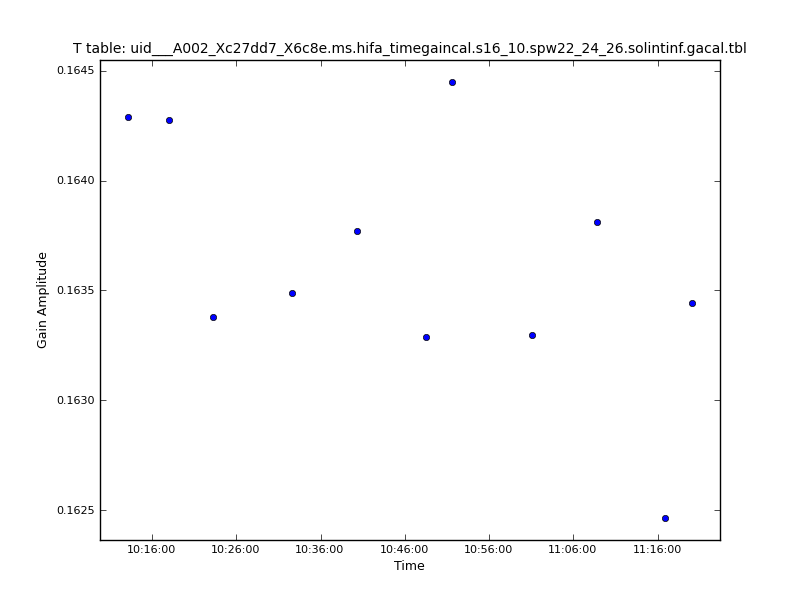 T table: uid___A002_Xc27dd7_X6c8e.ms.hifa_timegaincal.s16_10.spw22_24_26.solintinf.gacal.tbl
0.1645
0.1640
0.1635
0.1630
0.1625
Gain Amplitude
10:16:00 10:26:00 10:36:00 10:46:00 10:56:00 11:06:00 11:16:00
Time